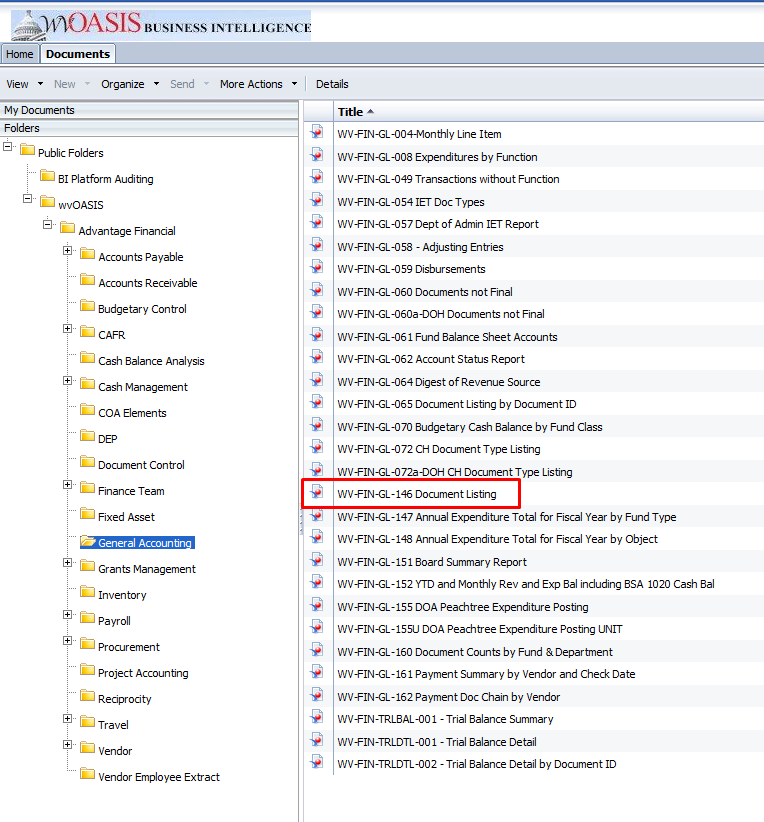 wvOASIS BUSINESS INTELLIGENCE
Home Documents
View New Organize Send More Actions Details
My Documents
Folders
Public Folders
BI Platform Auditing
wvOASIS
Advantage Financial
Accounts Payable
Accounts Receivable
Budgetary Control
CAFR
Cash Balance Analysis
Cash Management
COA Elements
DEP
Document Control
Finance Team
Fixed Asset
General Accounting
Grants Management
Inventory
Payroll
Procurement
Project Accounting
Reciprocity
Travel
Vendor
Vendor Employee Extract
Title
WV-FIN-GL-004-Monthly Line Item
WV-FIN-GL-008 Expenditures by Function
WV-FIN-GL-049 Transactions without Function
WV-FIN-GL-054 IET Doc Types
WV-FIN-GL-057 Dept of Admin IET Report
WV-FIN-GL-058 - Adjusting Entries
WV-FIN-GL-059 Disbursements
WV-FIN-GL-060 Documents not Final
WV-FIN-GL-060a-DOH Documents not Final
WV-FIN-GL-061 Fund Balance Sheet Accounts
WV-FIN-GL-062 Account Status Report
WV-FIN-GL-064 Digest of Revenue Source
WV-FIN-GL-065 Document Listing by Document ID
WV-FIN-GL-070 Budgetary Cash Balance by Fund Class
WV-FIN-GL-072 CH Document Type Listing
WV-FIN-GL-072a-DOH CH Document Type Listing
WV-FIN-GL-146 Document Listing
WV-FIN-GL-147 Annual Expenditure Total for Fiscal Year by Fund Type
WV-FIN-GL-148 Annual Expenditure Total for Fiscal Year by Object
WV-FIN-GL-151 Board Summary Report
WV-FIN-GL-152 YTD and Monthly Rev and Exp Bal including BSA 1020 Cash Bal
WV-FIN-GL-155 DOA Peachtree Expenditure Posting
WV-FIN-GL-155U DOA Peachtree Expenditure Posting UNIT
WV-FIN-GL-160 Document Counts by Fund & Department
WV-FIN-GL-161 Payment Summary by Vendor and Check Date
WV-FIN-GL-162 Payment Doc Chain by Vendor
WV-FIN-TRLBAL-001 - Trial Balance Summary
WV-FIN-TRLDTL-001 - Trial Balance Detail
WV-FIN-TRLDTL-002 - Trial Balance Detail by Document ID